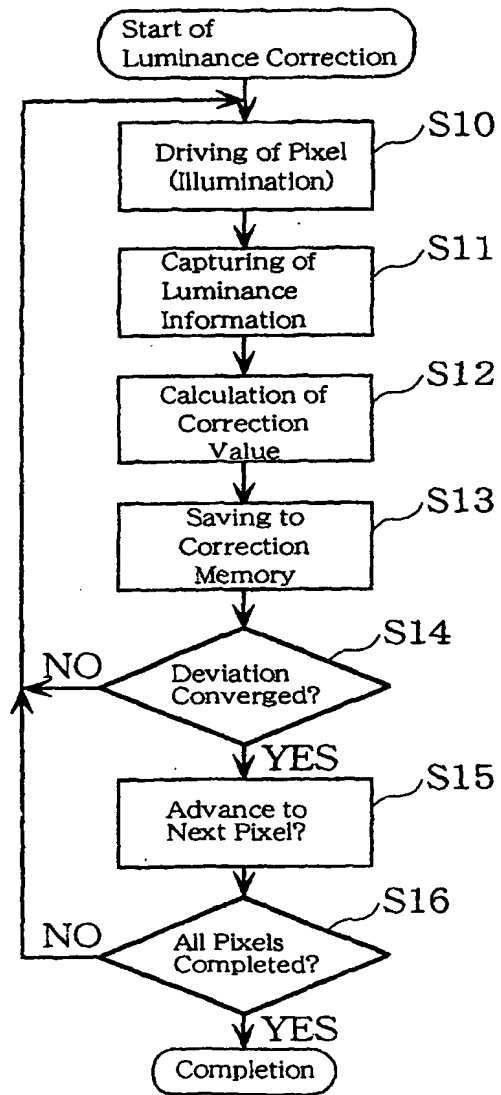 Start of
Luminance Correction
S10
Driving of Pixel
(Illumination)
S11
Capturing of
Luminance
Information
S12
Calculation of
Correction
Value
S13
Saving to
Correction
Memory
S14
NO
Deviation
Converged?
YES
S15
Advance to
Next Pixel?
S16
NO
All Pixels
Completed?
YES
Completion